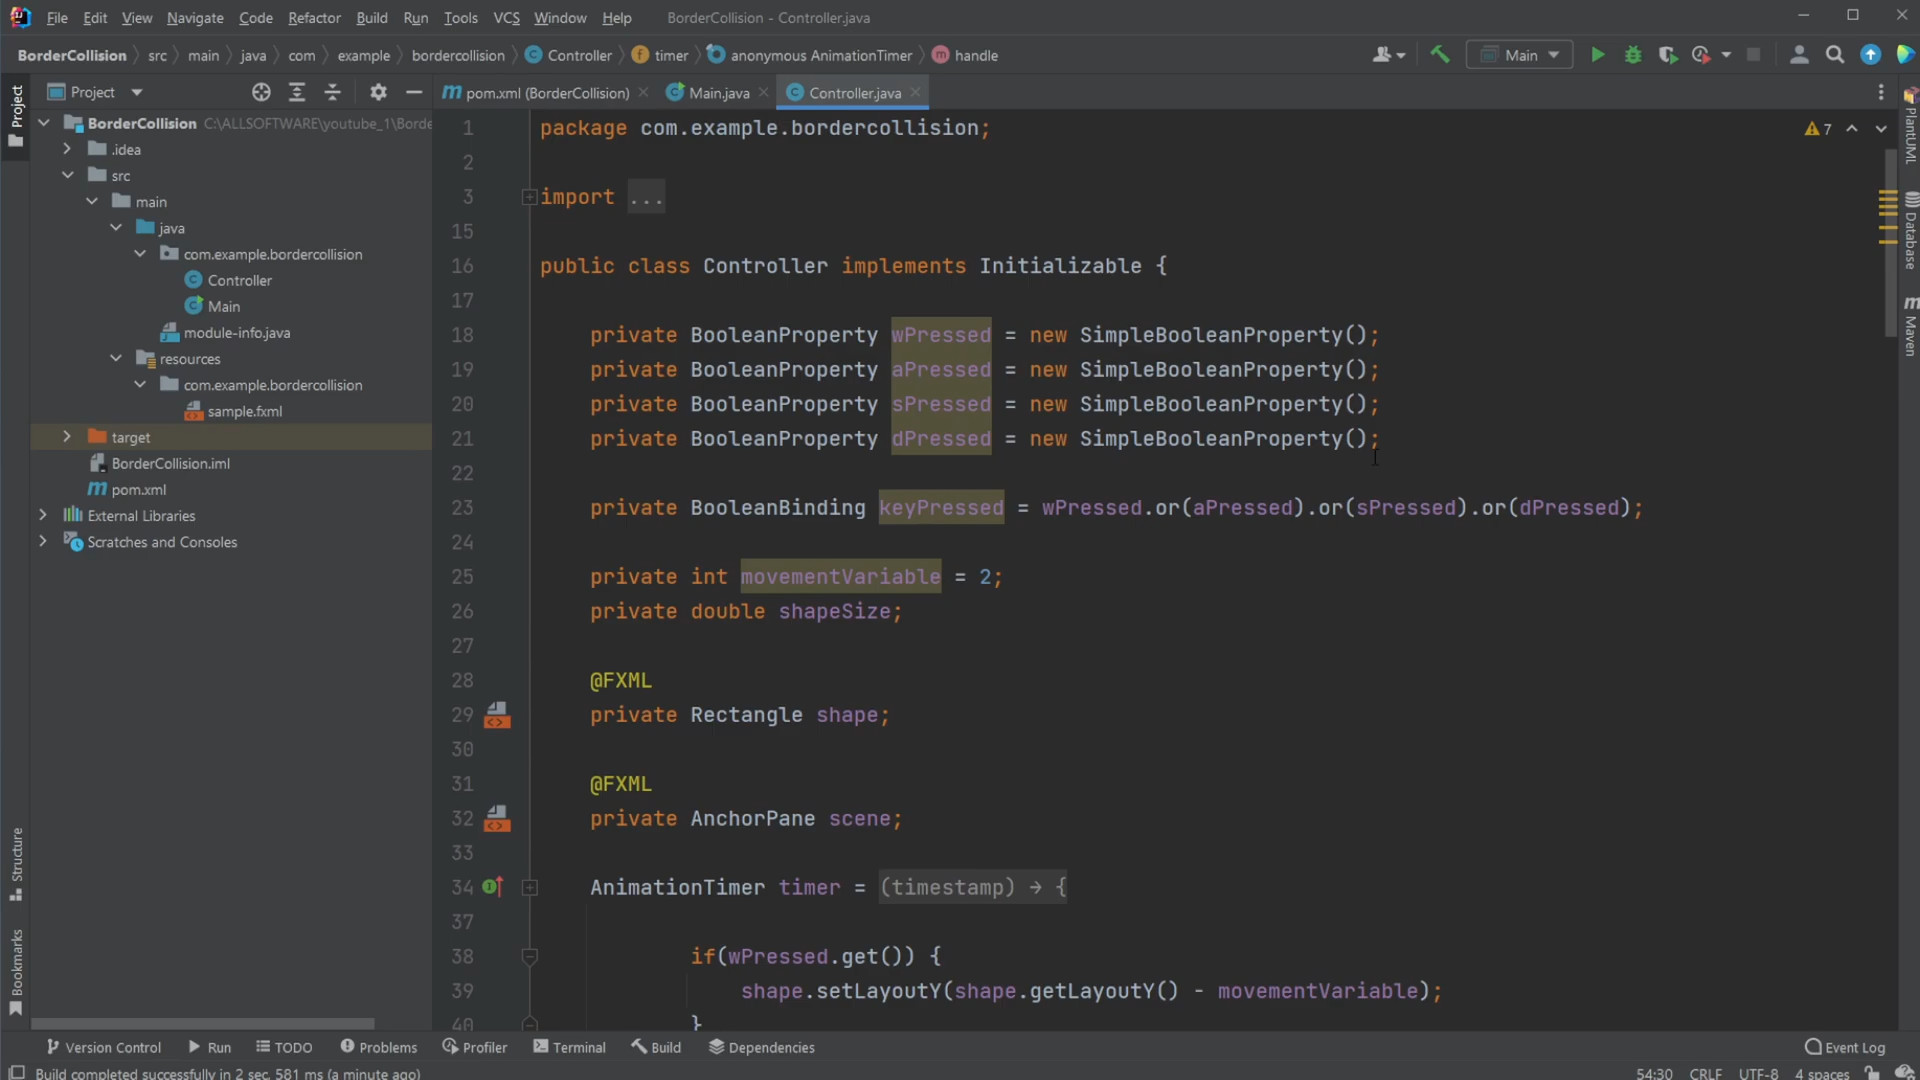 File Edit View Navigate Code Refactor Build Run Tools VCS Window Help BorderCollision - Controller.java
BorderCollision src main java com example bordercollision Controller timer anonymous AnimationTimer handle Main
Project pom.xml (BorderCollision) Main.java Controller.java
Project
BorderCollision C:\ALLSOFTWARE\youtube_1\Borde
.idea
src
main
java
com.example.bordercollision
Controller
Main
module-info.java
resources
com.example.bordercollision
sample.fxml
target
BorderCollision.iml
pom.xml
External Libraries
Scratches and Consoles
Structure
Bookmarks
1 package com.example.bordercollision;
7
2
3 import ...
15
16 public class Controller implements Initializable {
17
18 private BooleanProperty wPressed = new SimpleBooleanProperty();
19 private BooleanProperty aPressed = new SimpleBooleanProperty();
20 private BooleanProperty sPressed = new SimpleBooleanProperty();
21 private BooleanProperty dPressed = new SimpleBooleanProperty();
22
23 private BooleanBinding keyPressed = wPressed.or(aPressed).or(sPressed).or(dPressed);
24
25 private int movementVariable = 2;
26 private double shapeSize;
27
28 @FXML
29 private Rectangle shape;
30
31 @FXML
32 private AnchorPane scene;
33
34 AnimationTimer timer = (timestamp) → {
37
38 if(wPressed.get()) {
39 shape.setLayoutY(shape.getLayoutY() - movementVariable);
40 }
PlantUML
Database
Maven
Version Control Run TODO Problems Profiler Terminal Build Dependencies Event Log
Build completed successfully in 2 sec, 581 ms (a minute ago) 54:30 CRLF UTF-8 4 spaces